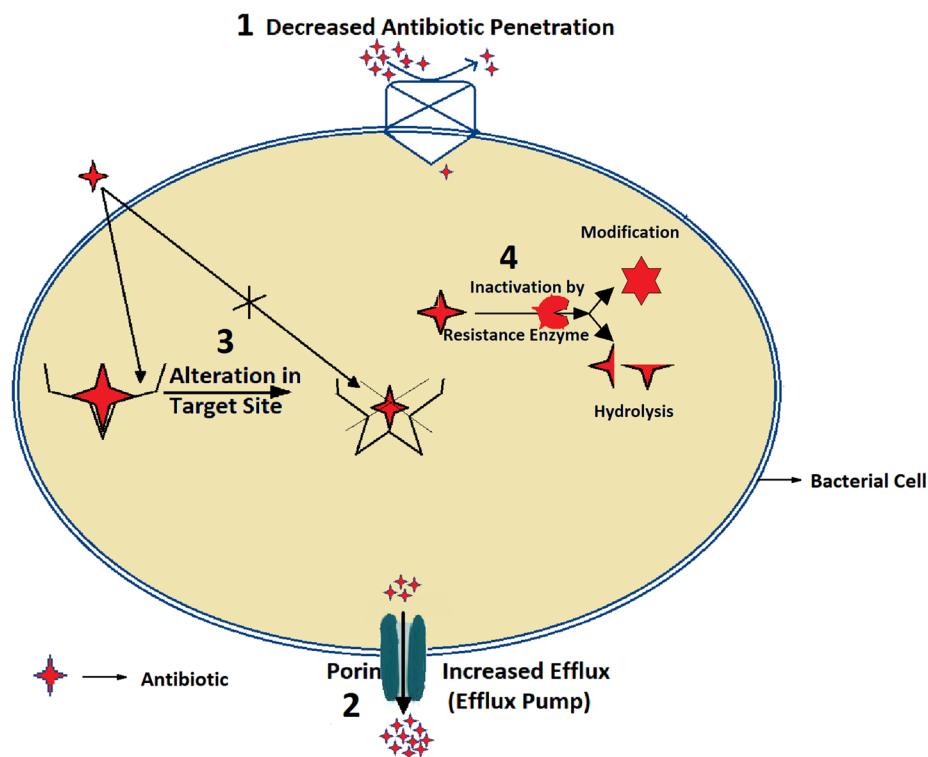 1 Decreased Antibiotic Penetration
Modification
4
Inactivation by
Resistance Enzyme
3
Alteration in
Target Site
Hydrolysis
Bacterial Cell
Porin
2
Increased Efflux
(Efflux Pump)
Antibiotic